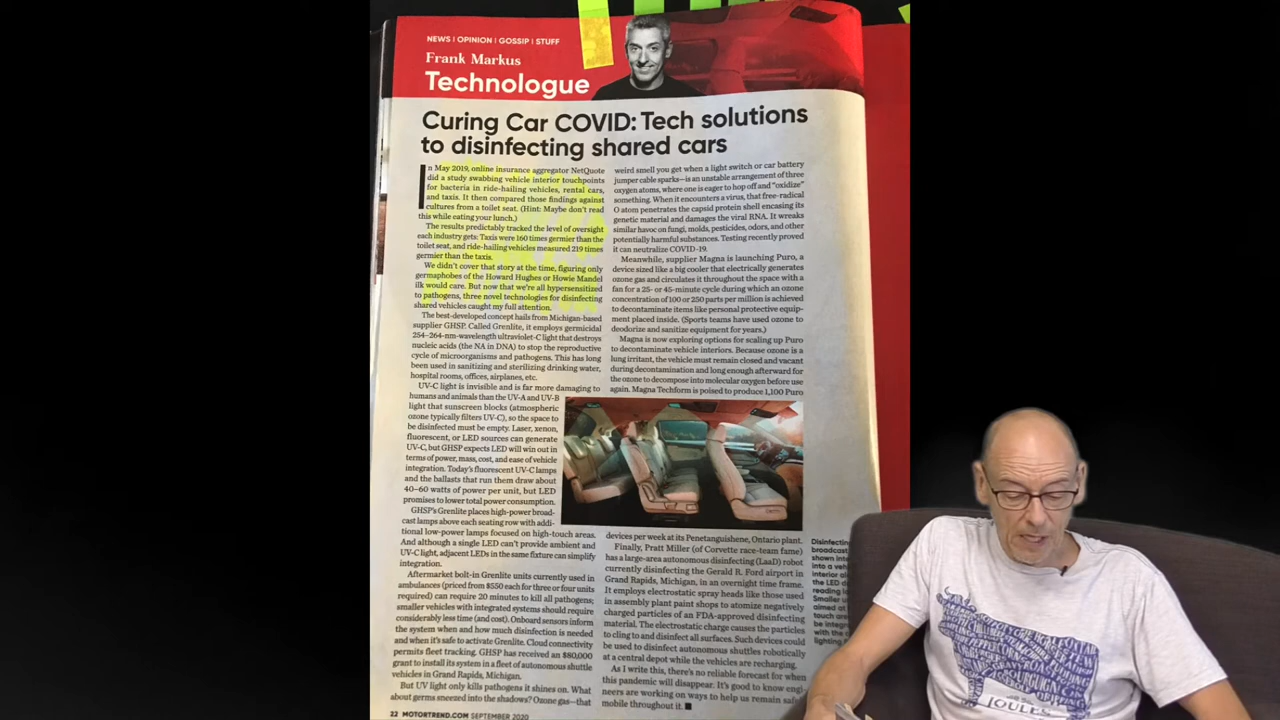 NEWS | OPINION | GOSSIP | STUFF
Frank Markus
Technologue
Curing Car COVID: Tech solutions
to disinfecting shared cars
In May 2019, online insurance aggregator NetQuote
did a study swabbing vehicle interior touchpoints
for bacteria in ride-hailing vehicles, rental cars,
and taxis. It then compared those findings against
cultures from a toilet seat. (Hint: Maybe don't read
this while eating your lunch.)
The results predictably tracked the level of oversight
each industry gets: Taxis were 160 times germier than the
toilet seat, and ride-hailing vehicles measured 219 times
germier than the taxis.
We didn't cover that story at the time, figuring only
germaphobes of the Howard Hughes or Howie Mandel
ilk would care. But now that we're all hypersensitized
to pathogens, three novel technologies for disinfecting
shared vehicles caught my full attention.
The best-developed concept hails from Michigan-based
supplier GHSP. Called Grenlite, it employs germicidal
254–264-nm-wavelength ultraviolet-C light that destroys
nucleic acids (the NA in DNA) to stop the reproductive
cycle of microorganisms and pathogens. This has long
been used in sanitizing and sterilizing drinking water,
hospital rooms, offices, airplanes, etc.
UV-C light is invisible and is far more damaging to
humans and animals than the UV-A and UV-B
light that sunscreen blocks (atmospheric
ozone typically filters UV-C), so the space to
be disinfected must be empty. Laser, xenon,
fluorescent, or LED sources can generate
UV-C, but GHSP expects LED will win out in
terms of power, mass, cost, and ease of vehicle
integration. Today's fluorescent UV-C lamps
and the ballasts that run them draw about
40–60 watts of power per unit, but LED
promises to lower total power consumption.
GHSP's Grenlite places high-power broad-
cast lamps above each seating row with addi-
tional low-power lamps focused on high-touch areas.
And although a single LED can't provide ambient and
UV-C light, adjacent LEDs in the same fixture can simplify
integration.
Aftermarket bolt-in Grenlite units currently used in
ambulances (priced from $550 each for three or four units
required) can require 20 minutes to kill all pathogens;
smaller vehicles with integrated systems should require
considerably less time (and cost). Onboard sensors inform
the system when and how much disinfection is needed
and when it's safe to activate Grenlite. Cloud connectivity
permits fleet tracking. GHSP has received an $80,000
grant to install its system in a fleet of autonomous shuttle
vehicles in Grand Rapids, Michigan.
But UV light only kills pathogens it shines on. What
about germs sneezed into the shadows? Ozone gas—that
weird smell you get when a light switch or car battery
jumper cable sparks—is an unstable arrangement of three
oxygen atoms, where one is eager to hop off and "oxidize"
something. When it encounters a virus, that free-radical
O atom penetrates the capsid protein shell encasing its
genetic material and damages the viral RNA. It wreaks
similar havoc on fungi, molds, pesticides, odors, and other
potentially harmful substances. Testing recently proved
it can neutralize COVID-19.
Meanwhile, supplier Magna is launching Puro, a
device sized like a big cooler that electrically generates
ozone gas and circulates it throughout the space with a
fan for a 25- or 45-minute cycle during which an ozone
concentration of 100 or 250 parts per million is achieved
to decontaminate items like personal protective equip-
ment placed inside. (Sports teams have used ozone to
deodorize and sanitize equipment for years.)
Magna is now exploring options for scaling up Puro
to decontaminate vehicle interiors. Because ozone is a
lung irritant, the vehicle must remain closed and vacant
during decontamination and long enough afterward for
the ozone to decompose into molecular oxygen before use
again. Magna Techform is poised to produce 1,100 Puro
devices per week at its Penetanguishene, Ontario plant.
Finally, Pratt Miller (of Corvette race-team fame)
has a large-area autonomous disinfecting (LaaD) robot
currently disinfecting the Gerald R. Ford airport in
Grand Rapids, Michigan, in an overnight time frame.
It employs electrostatic spray heads like those used
in assembly plant paint shops to atomize negatively
charged particles of an FDA-approved disinfecting
material. The electrostatic charge causes the particles
to cling to and disinfect all surfaces. Such devices could
be used to disinfect autonomous shuttles robotically
at a central depot while the vehicles are recharging.
As I write this, there's no reliable forecast for when
this pandemic will disappear. It's good to know engi-
neers are working on ways to help us remain safe
mobile throughout it. ■
Disinfecting
broadcast
shown
into a veh
interior
the LED
reading
Smaller
aimed at
touch area
be integr
with the
lighting
22 MOTORTREND.COM SEPTEMBER 2020
JOULES